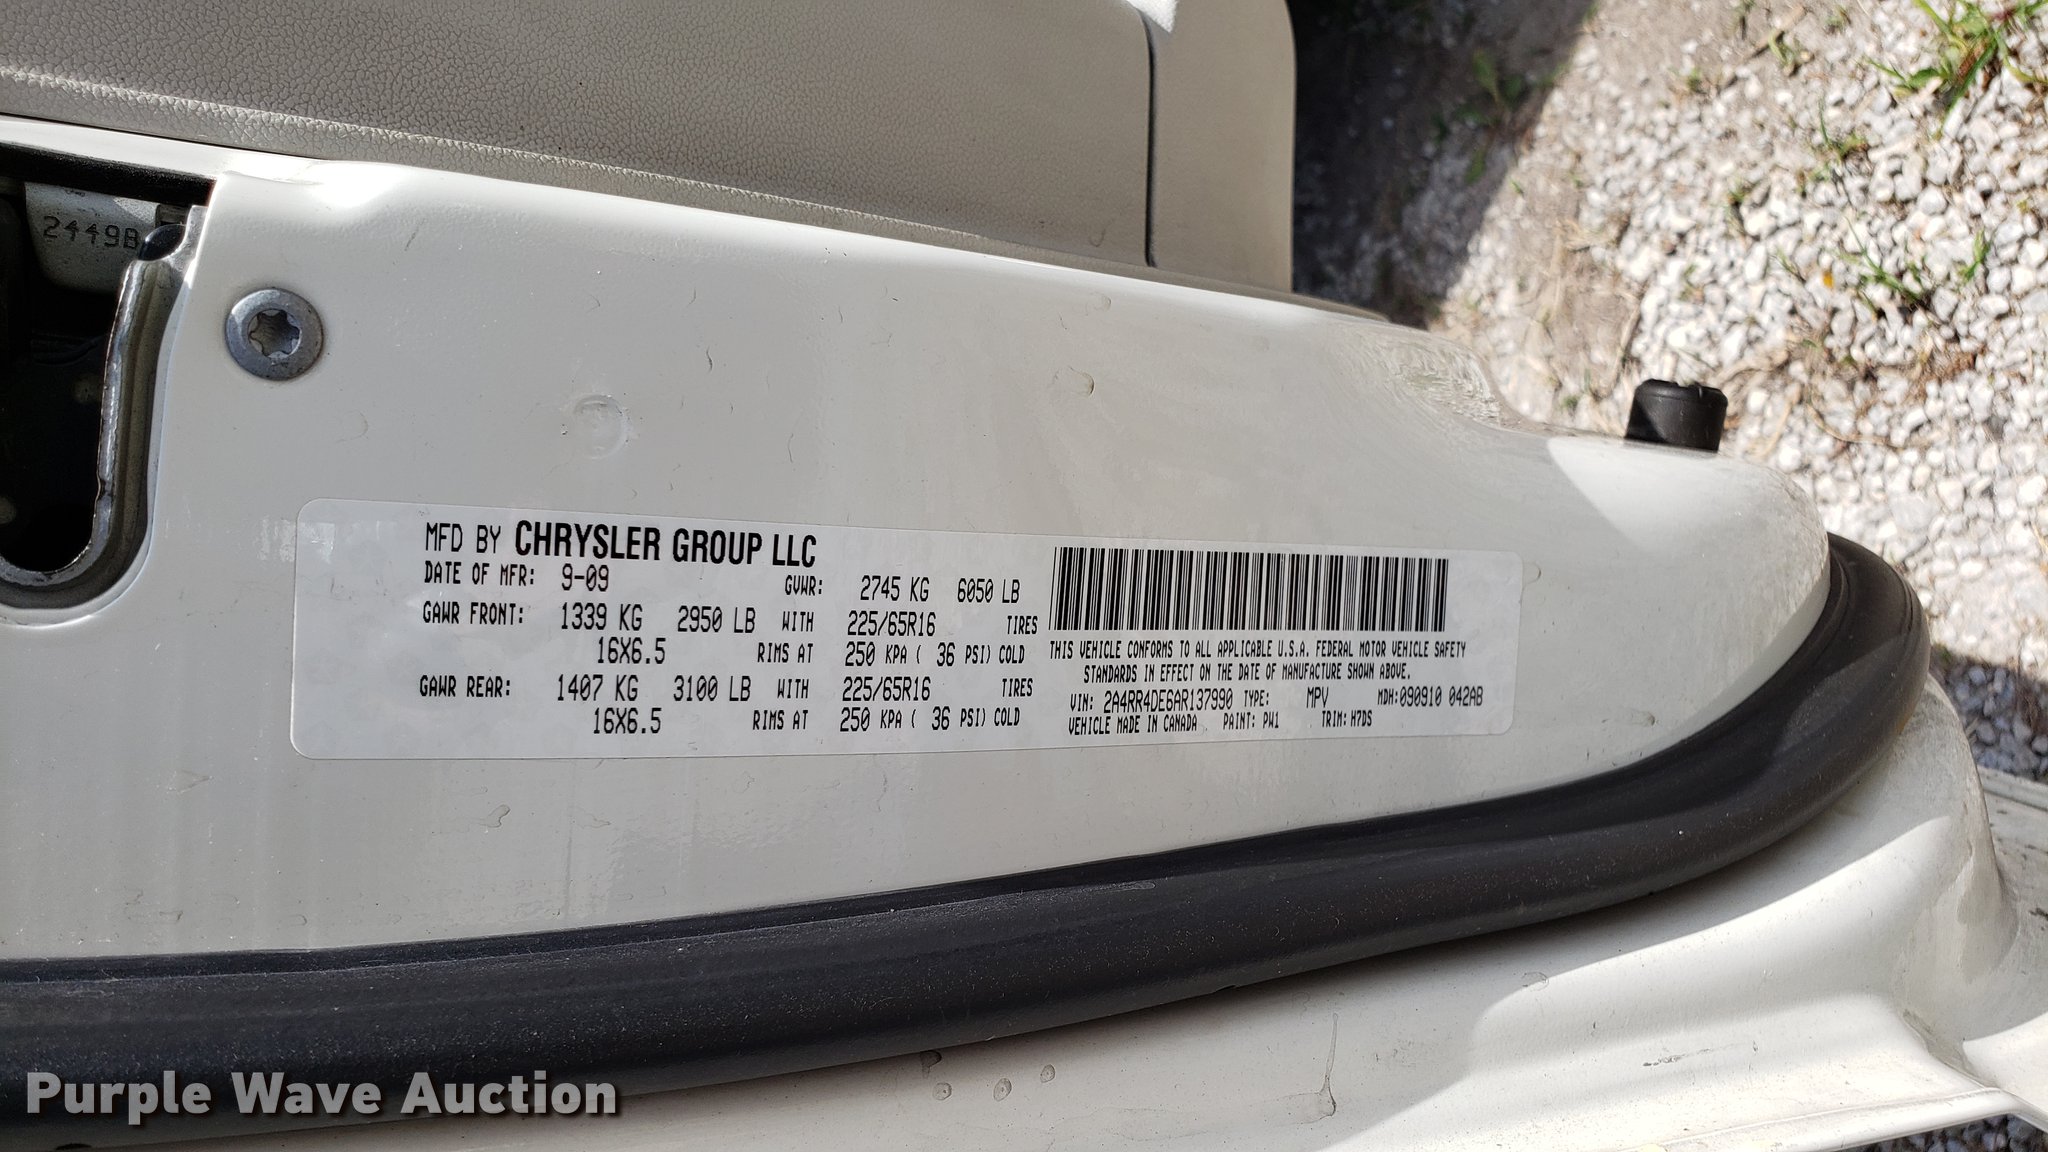 2449B
MFD BY CHRYSLER GROUP LLC
DATE OF MFR: 9-09 GVWR: 2745 KG 6050 LB
GAWR FRONT: 1339 KG 2950 LB WITH 225/65R16 TIRES
16X6.5 RIMS AT 250 KPA ( 36 PSI) COLD
GAWR REAR: 1407 KG 3100 LB WITH 225/65R16 TIRES
16X6.5 RIMS AT 250 KPA ( 36 PSI) COLD
THIS VEHICLE CONFORMS TO ALL APPLICABLE U.S.A. FEDERAL MOTOR VEHICLE SAFETY
STANDARDS IN EFFECT ON THE DATE OF MANUFACTURE SHOWN ABOVE.
VIN: 2A4RR4DE6AR137990 TYPE: MPV MDH:090910 042AB
VEHICLE MADE IN CANADA PAINT: PW1 TRIM: H7DS
Purple Wave Auction